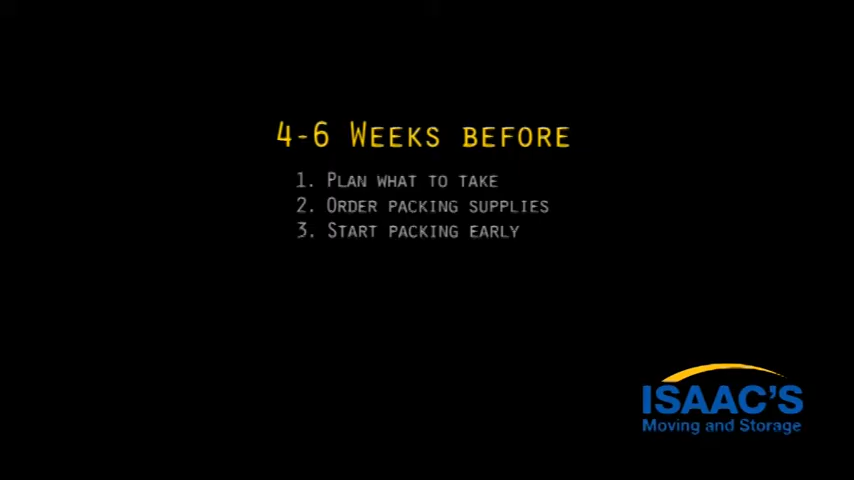 4-6 Weeks before
1. Plan what to take
2. Order packing supplies
3. Start packing early
ISAAC'S
Moving and Storage